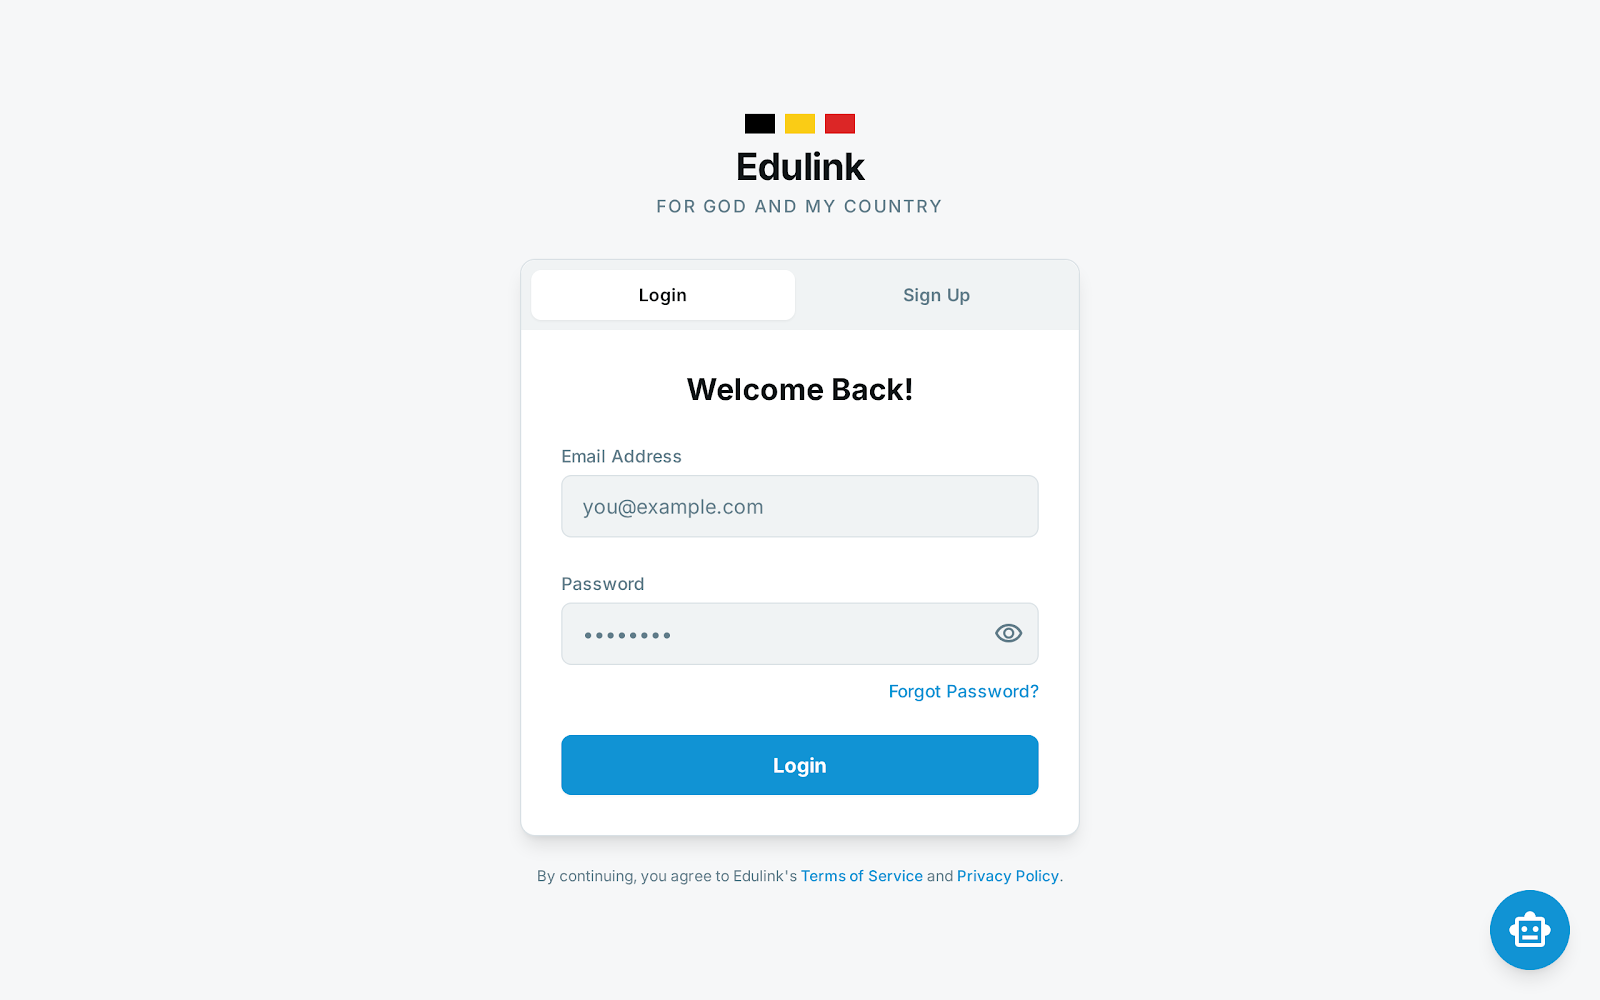 Edulink
FOR GOD AND MY COUNTRY
Login
Sign Up
Welcome Back!
Email Address
you@example.com
Password
••••••••
Forgot Password?
Login
By continuing, you agree to Edulink's Terms of Service and Privacy Policy.